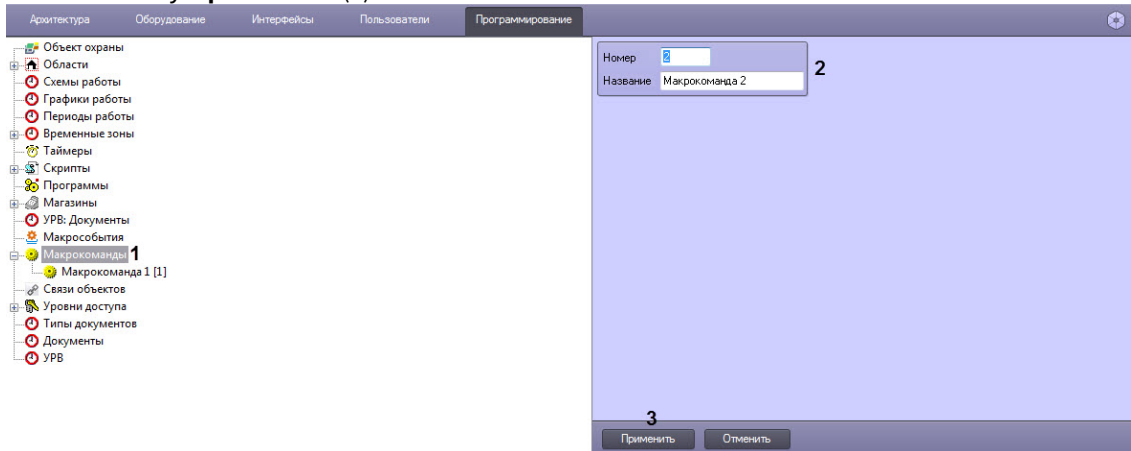 Архитектура Оборудование Интерфейсы Пользователи Программирование
Объект охраны
Области
Схемы работы
Графики работы
Периоды работы
Временные зоны
Таймеры
Скрипты
Программы
Магазины
УРВ: Документы
Макрособытия
Макрокоманды 1
Макрокоманда 1 [1]
Связи объектов
Уровни доступа
Типы документов
Документы
УРВ
Номер 2
2
Название Макрокоманда 2
3
Применить Отменить